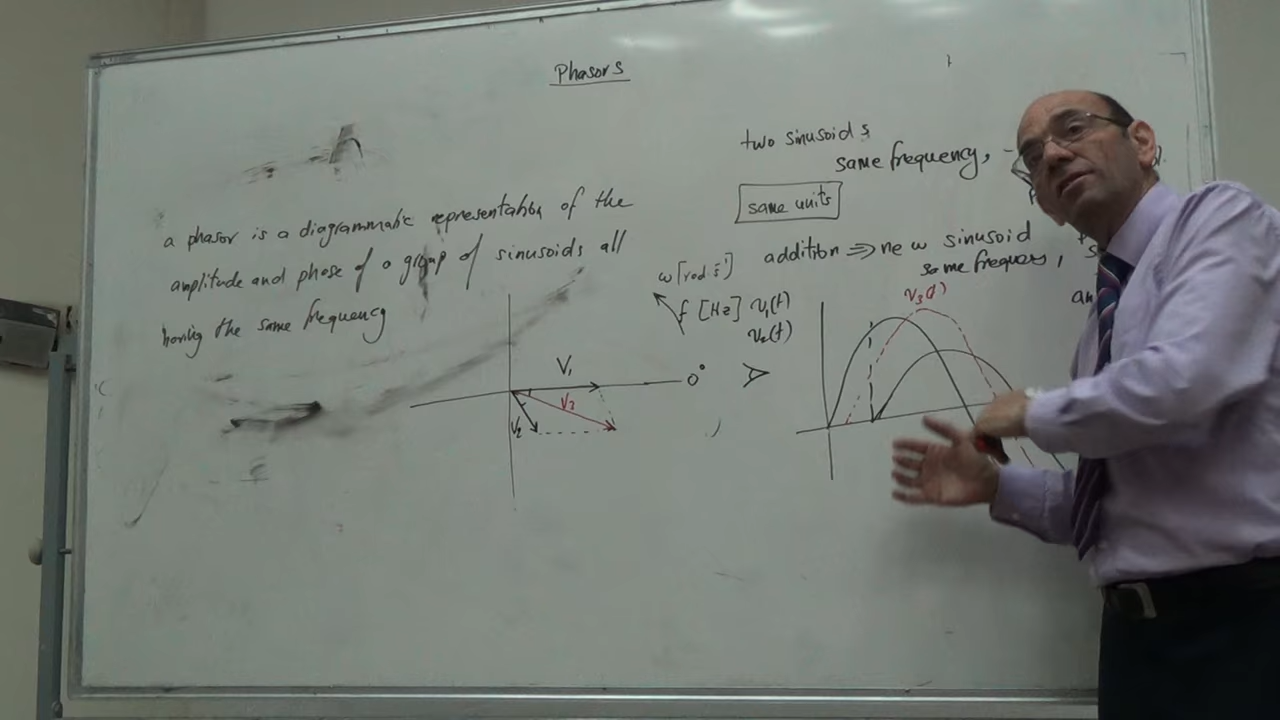 Phasors
two sinusoids
same frequency,
same units
a phasor is a diagrammatic representation of the
amplitude and phase of a group of sinusoids all
having the same frequency
addition ⇒ new sinusoid
same frequency,
an
ω [rad.s⁻¹]
f [Hz]
v₁(t)
v₂(t)
v₃(t)
V₁
0°
V₃
V₂